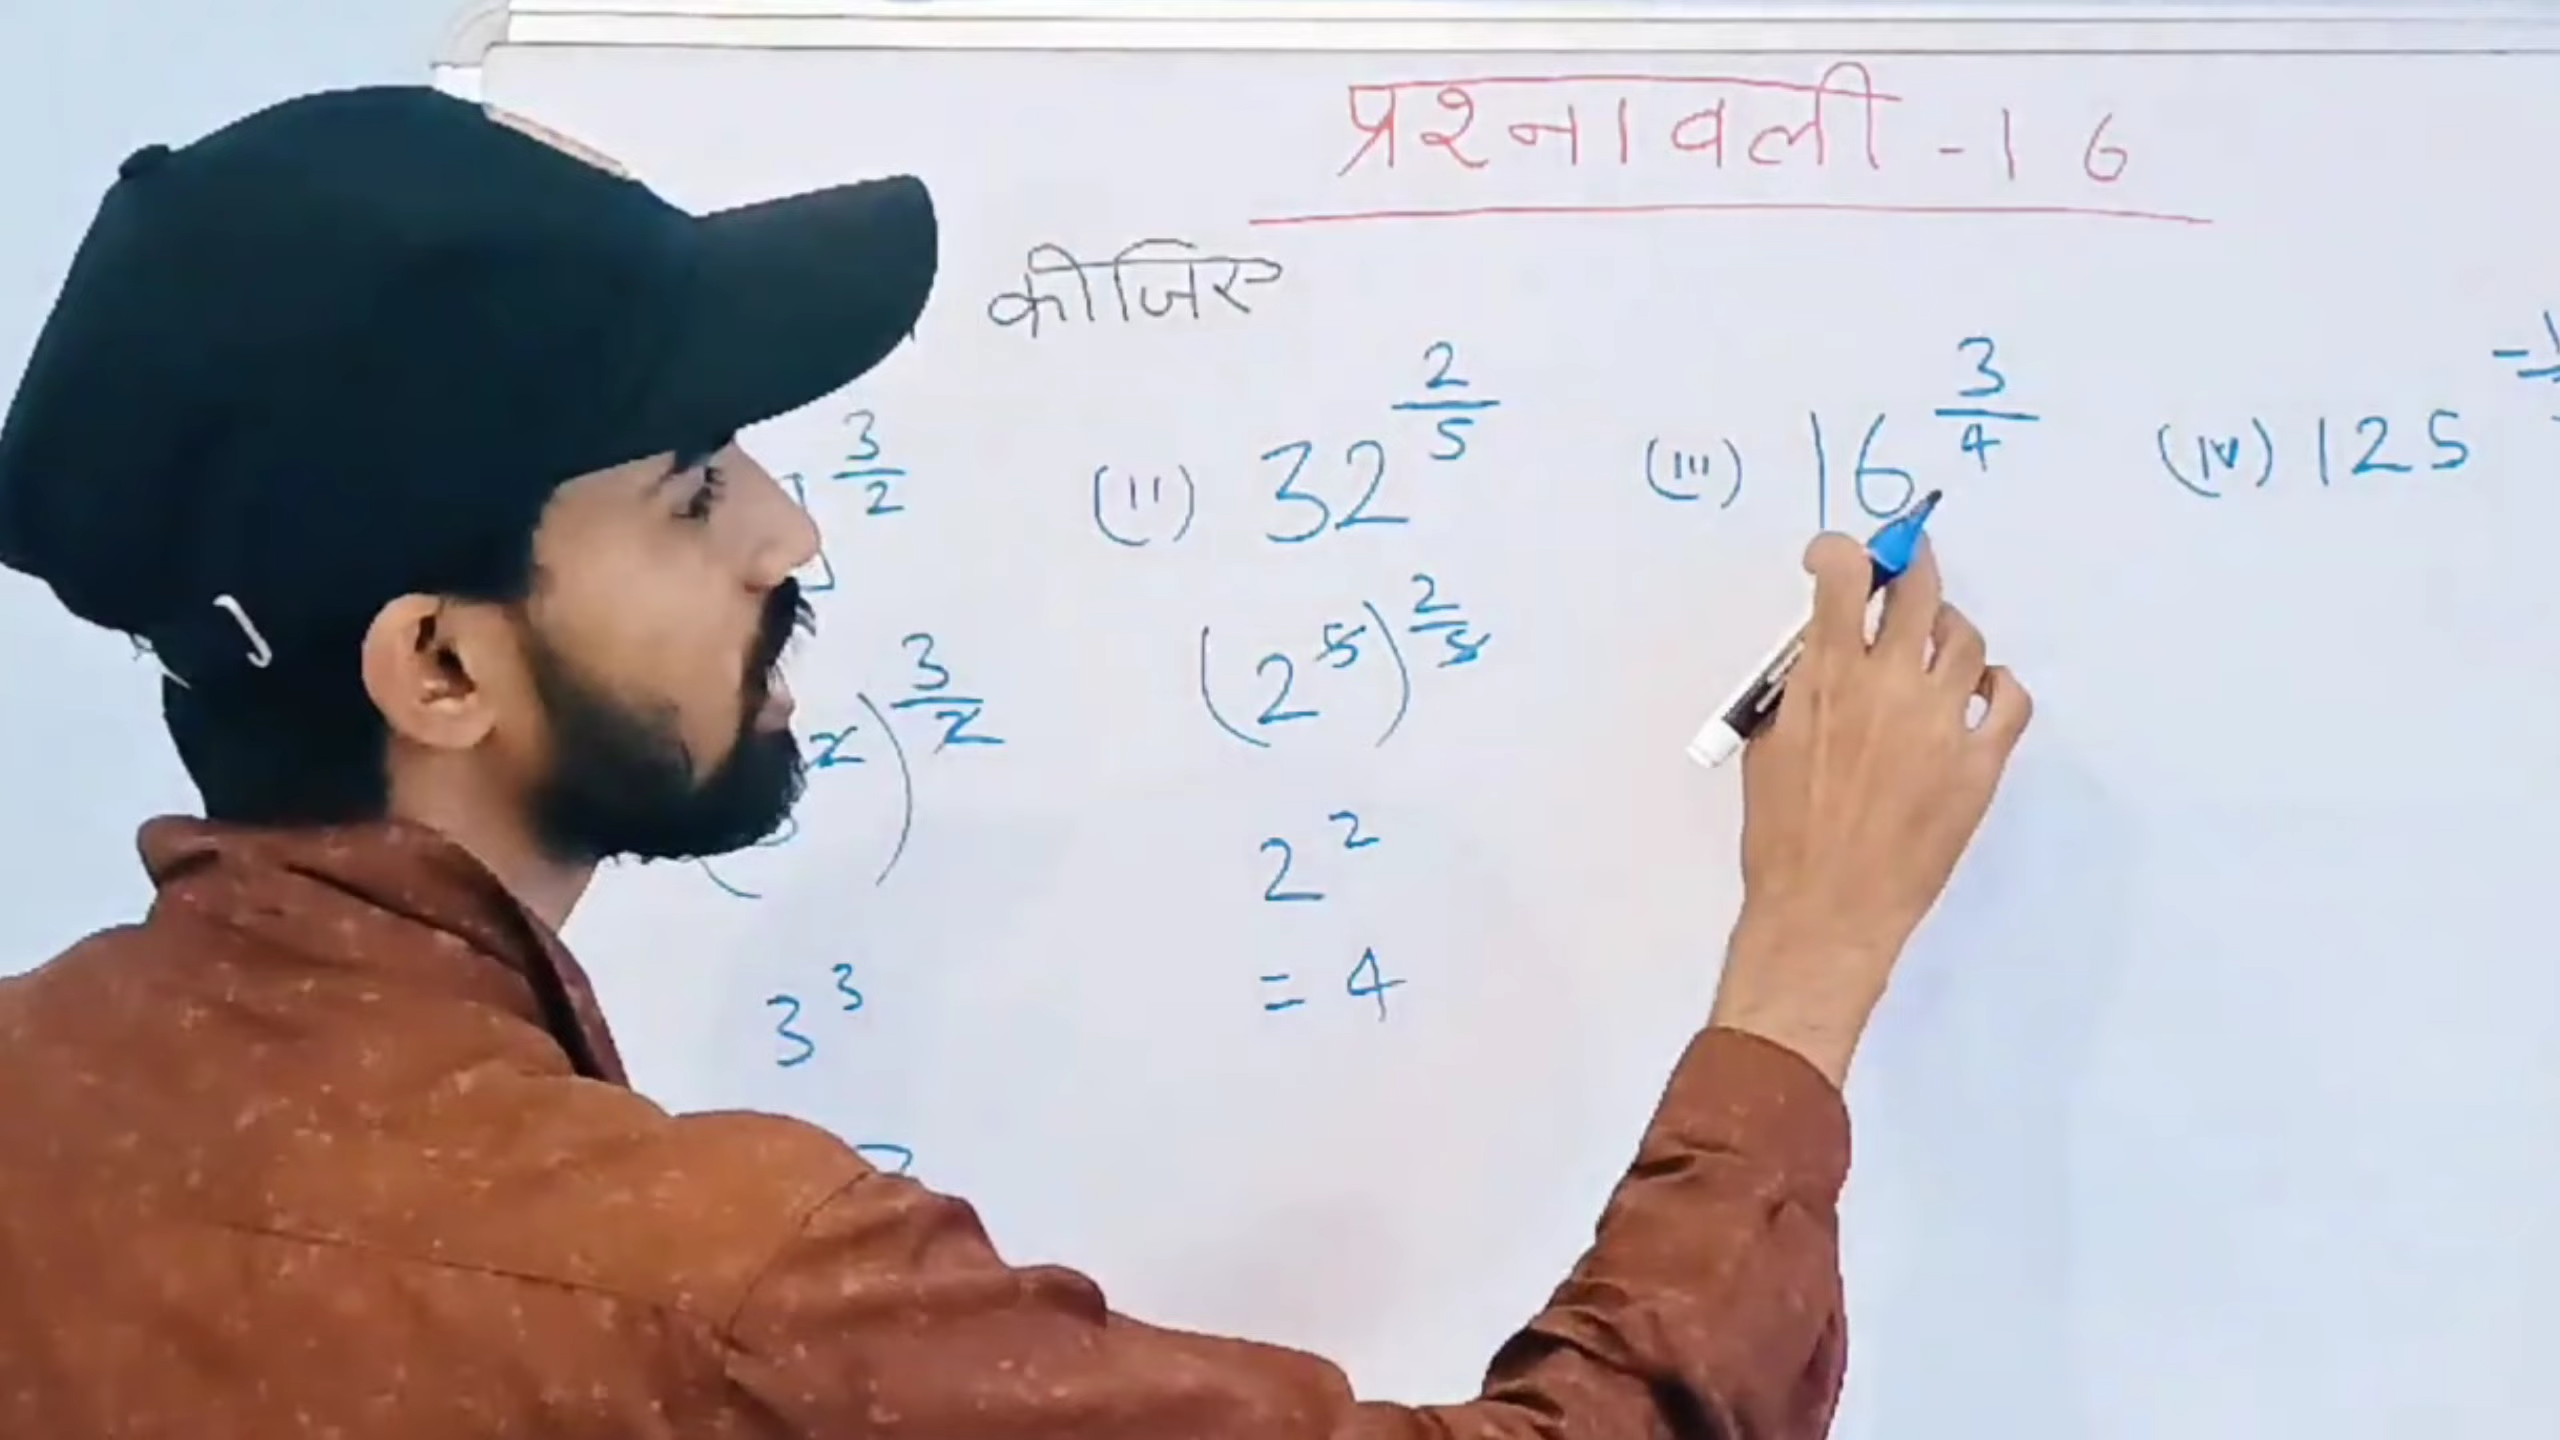 प्रश्नावली - 1 6
कीजिए
3/2 (ii) 32^(2/5) (iii) 16^(3/4) (iv) 125
)^(3/2) (2^5)^(2/5)
3^3 2^2
= 4